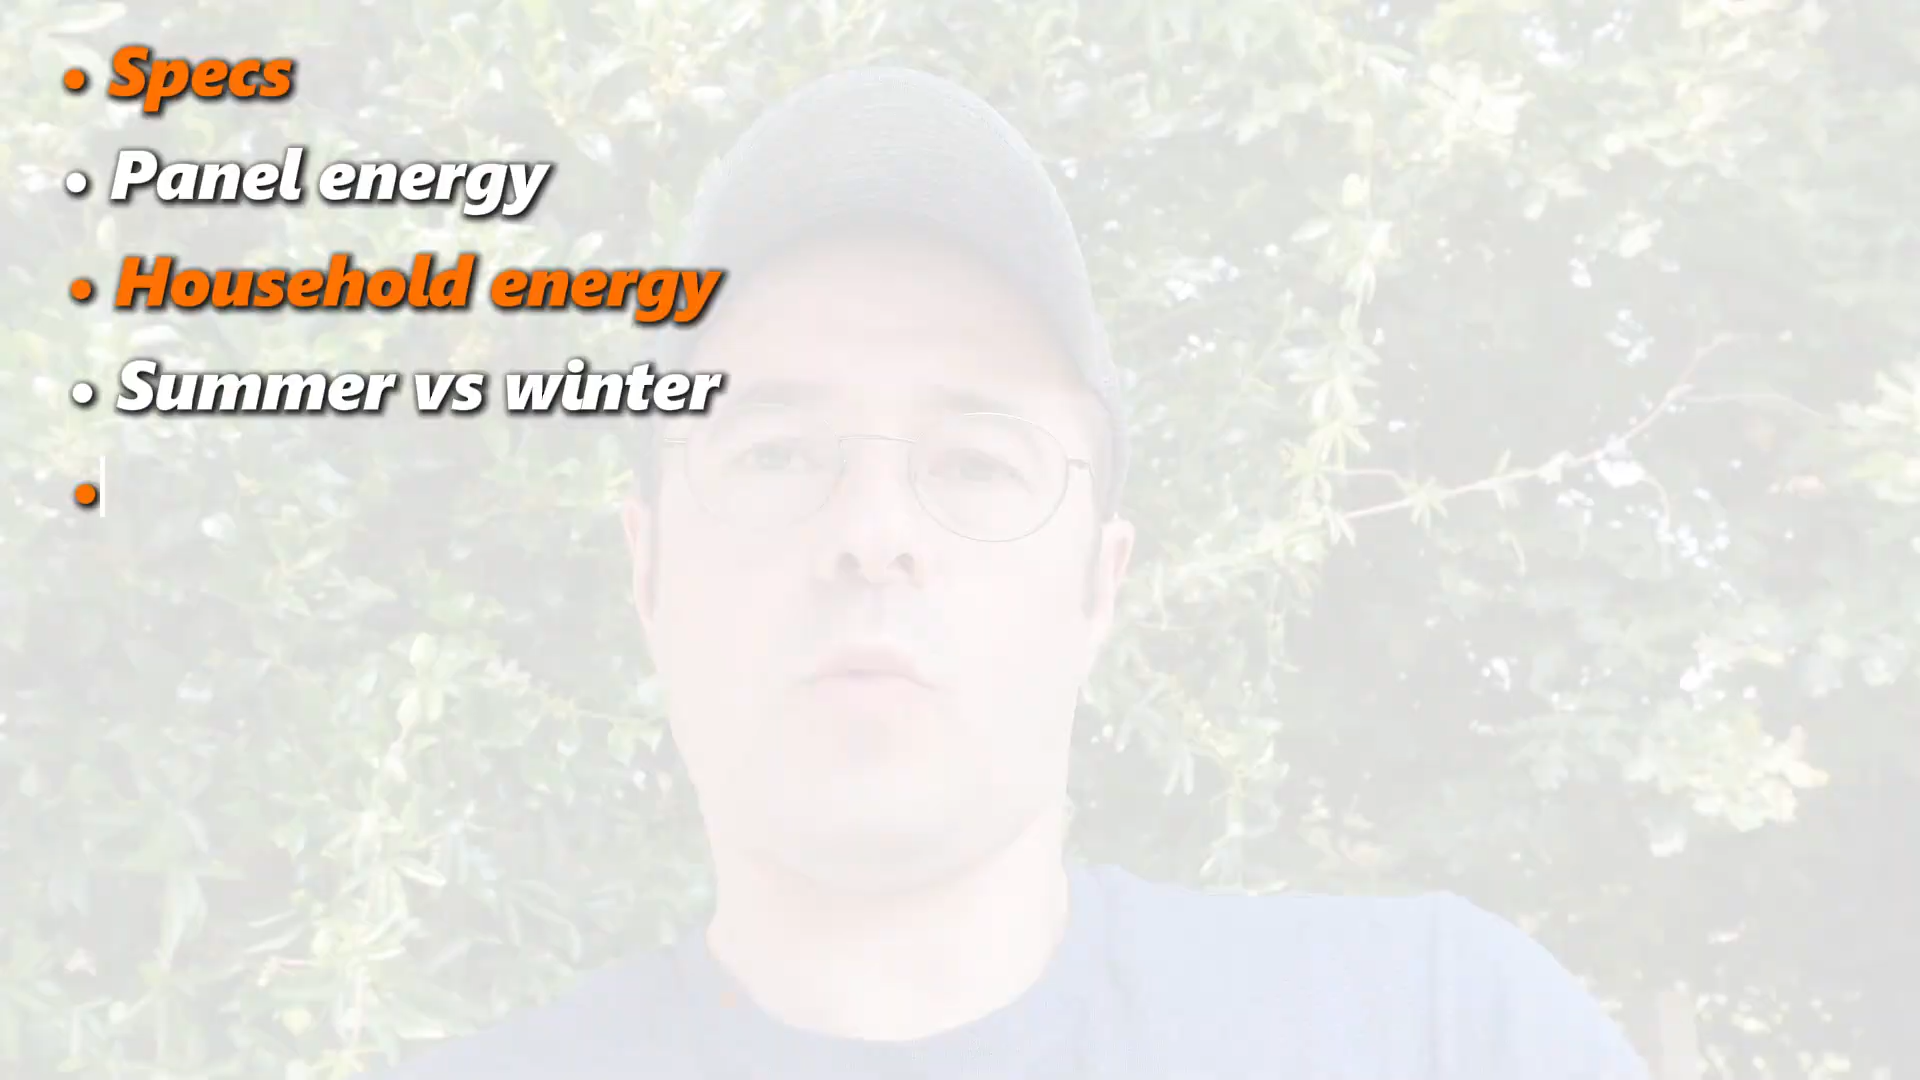 • Specs
• Panel energy
• Household energy
• Summer vs winter
•